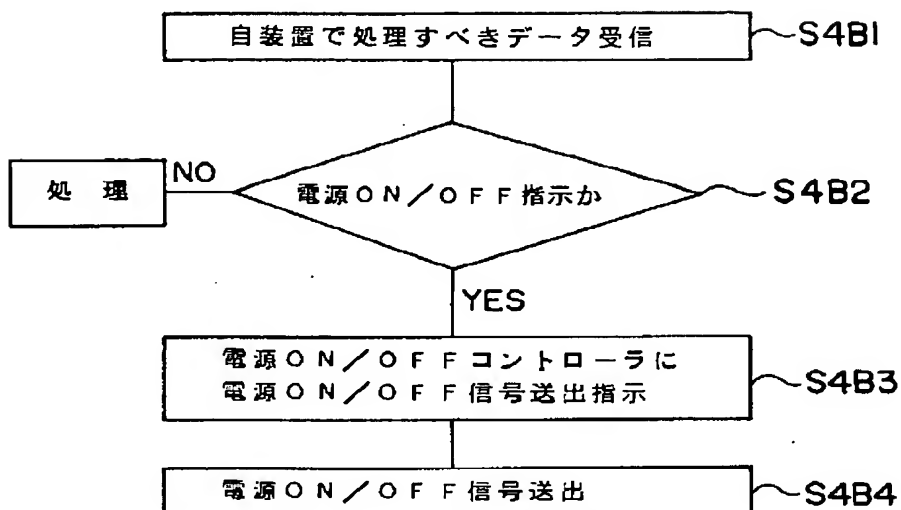 自装置で処理すべきデータ受信
S4B1
処理
NO
電源ON/OFF指示か
S4B2
YES
電源ON/OFFコントローラに
電源ON/OFF信号送出指示
S4B3
電源ON/OFF信号送出
S4B4